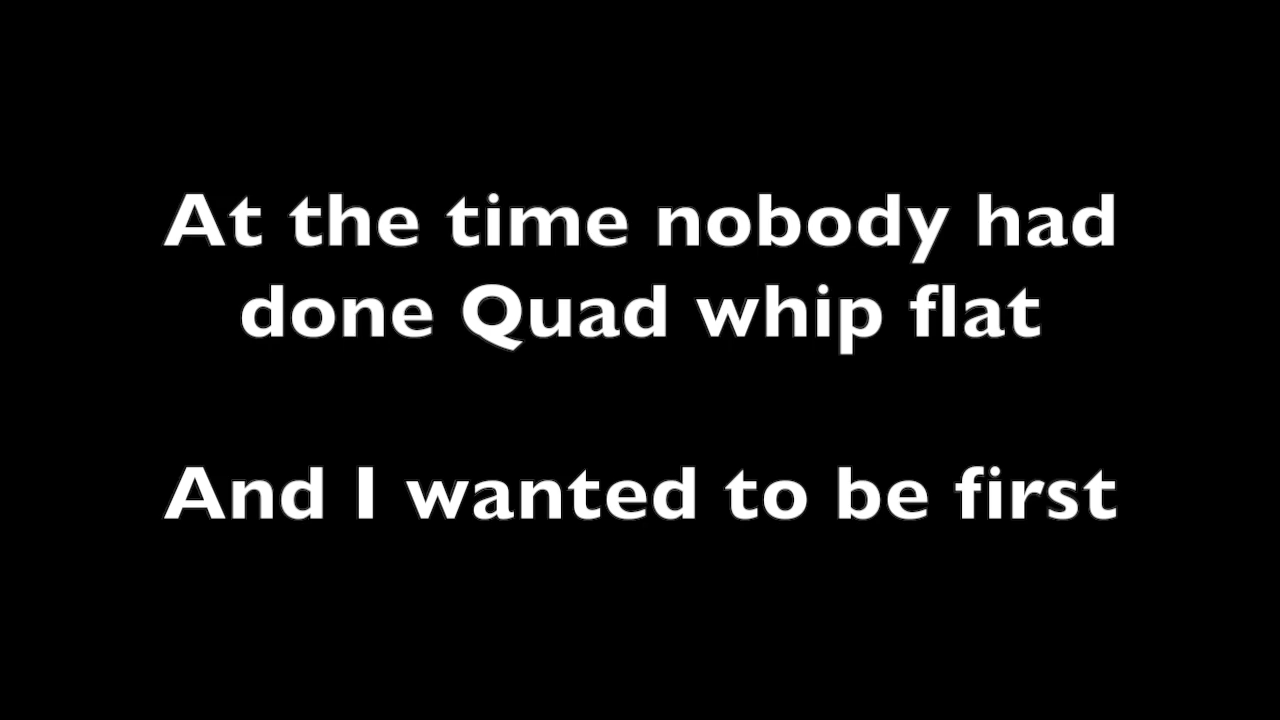 At the time nobody had
done Quad whip flat
And I wanted to be first